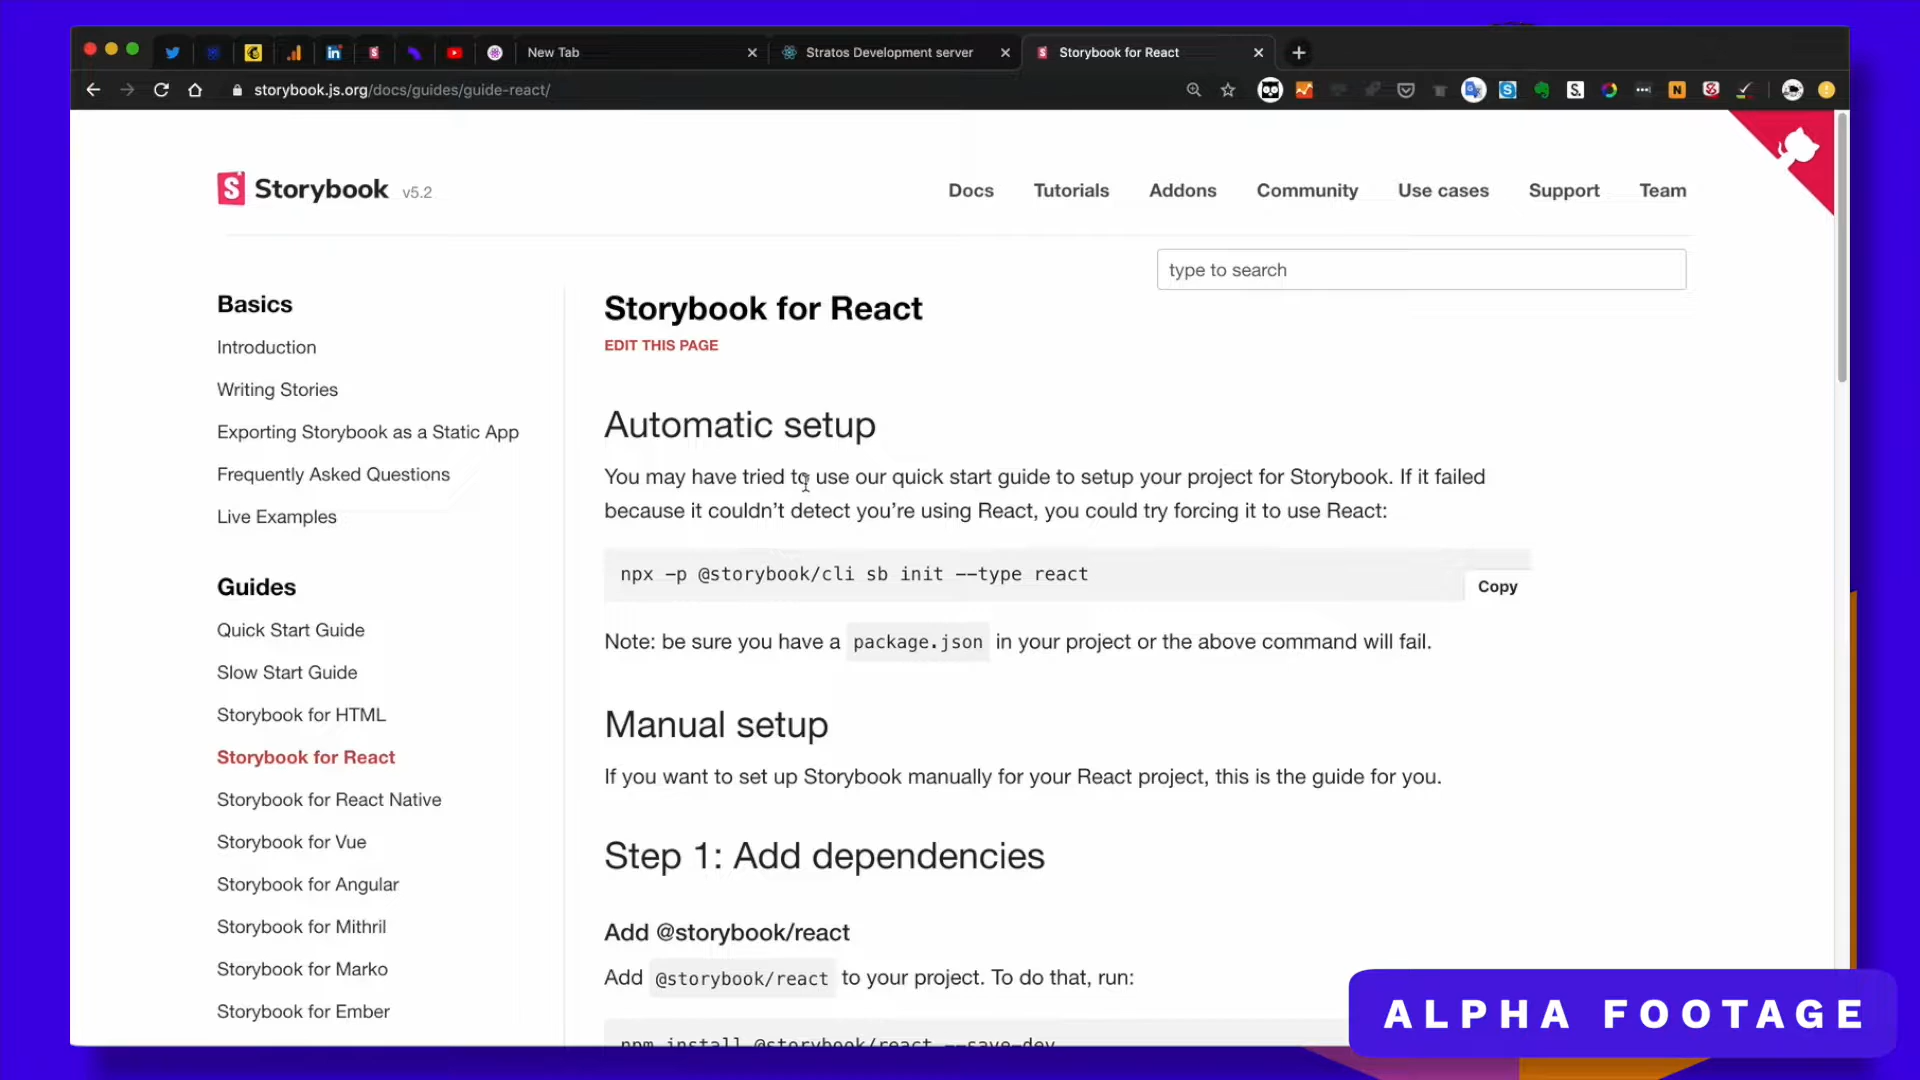 New Tab
Stratos Development server
Storybook for React
storybook.js.org/docs/guides/guide-react/
Storybook v5.2
Docs
Tutorials
Addons
Community
Use cases
Support
Team
type to search
Basics
Introduction
Writing Stories
Exporting Storybook as a Static App
Frequently Asked Questions
Live Examples
Guides
Quick Start Guide
Slow Start Guide
Storybook for HTML
Storybook for React
Storybook for React Native
Storybook for Vue
Storybook for Angular
Storybook for Mithril
Storybook for Marko
Storybook for Ember
Storybook for React
EDIT THIS PAGE
Automatic setup
You may have tried to use our quick start guide to setup your project for Storybook. If it failed
because it couldn’t detect you’re using React, you could try forcing it to use React:
npx -p @storybook/cli sb init --type react
Copy
Note: be sure you have a package.json in your project or the above command will fail.
Manual setup
If you want to set up Storybook manually for your React project, this is the guide for you.
Step 1: Add dependencies
Add @storybook/react
Add @storybook/react to your project. To do that, run:
npm install @storybook/react --save-dev
ALPHA FOOTAGE